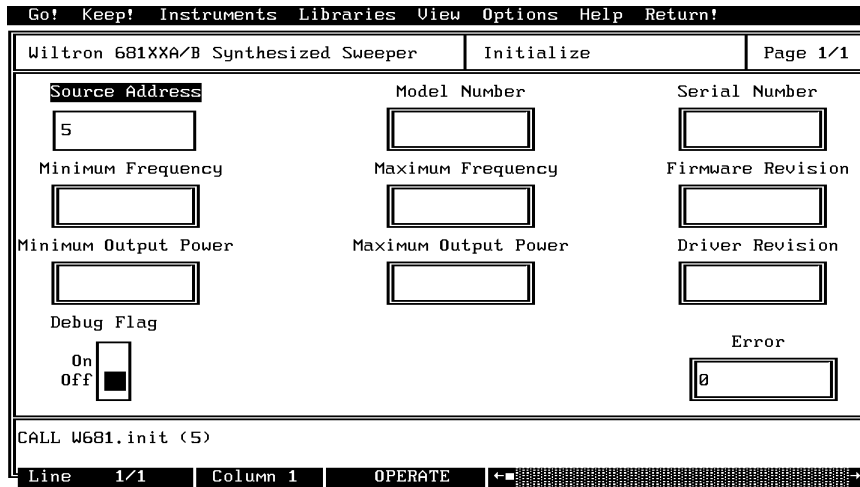 Go! Keep! Instruments Libraries View Options Help Return!
Wiltron 681XXA/B Synthesized Sweeper Initialize Page 1/1
Source Address Model Number Serial Number
5
Minimum Frequency Maximum Frequency Firmware Revision
Minimum Output Power Maximum Output Power Driver Revision
Debug Flag
Error
On
Off 0
CALL W681.init (5)
Line 1/1 Column 1 OPERATE